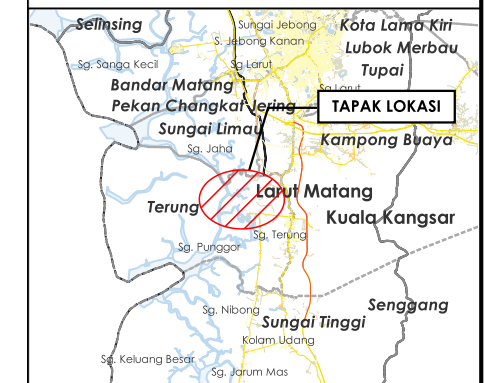 Selinsing
Sungai Jebong
Kota Lama Kiri
S. Jebong Kanan
Lubok Merbau
Sg. Sanga Kecil
Sg Larut
Tupai
Bandar Matang
Sg Larut
Pekan Changkat Jering
TAPAK LOKASI
Sungai Limau
Kampong Buaya
Sg. Jaha
Larut Matang
Terung
Kuala Kangsar
Sg. Terung
Sg. Punggor
Senggang
Sg. Nibong
Sungai Tinggi
Kolam Udang
Sg. Keluang Besar
Sg. Jarum Mas